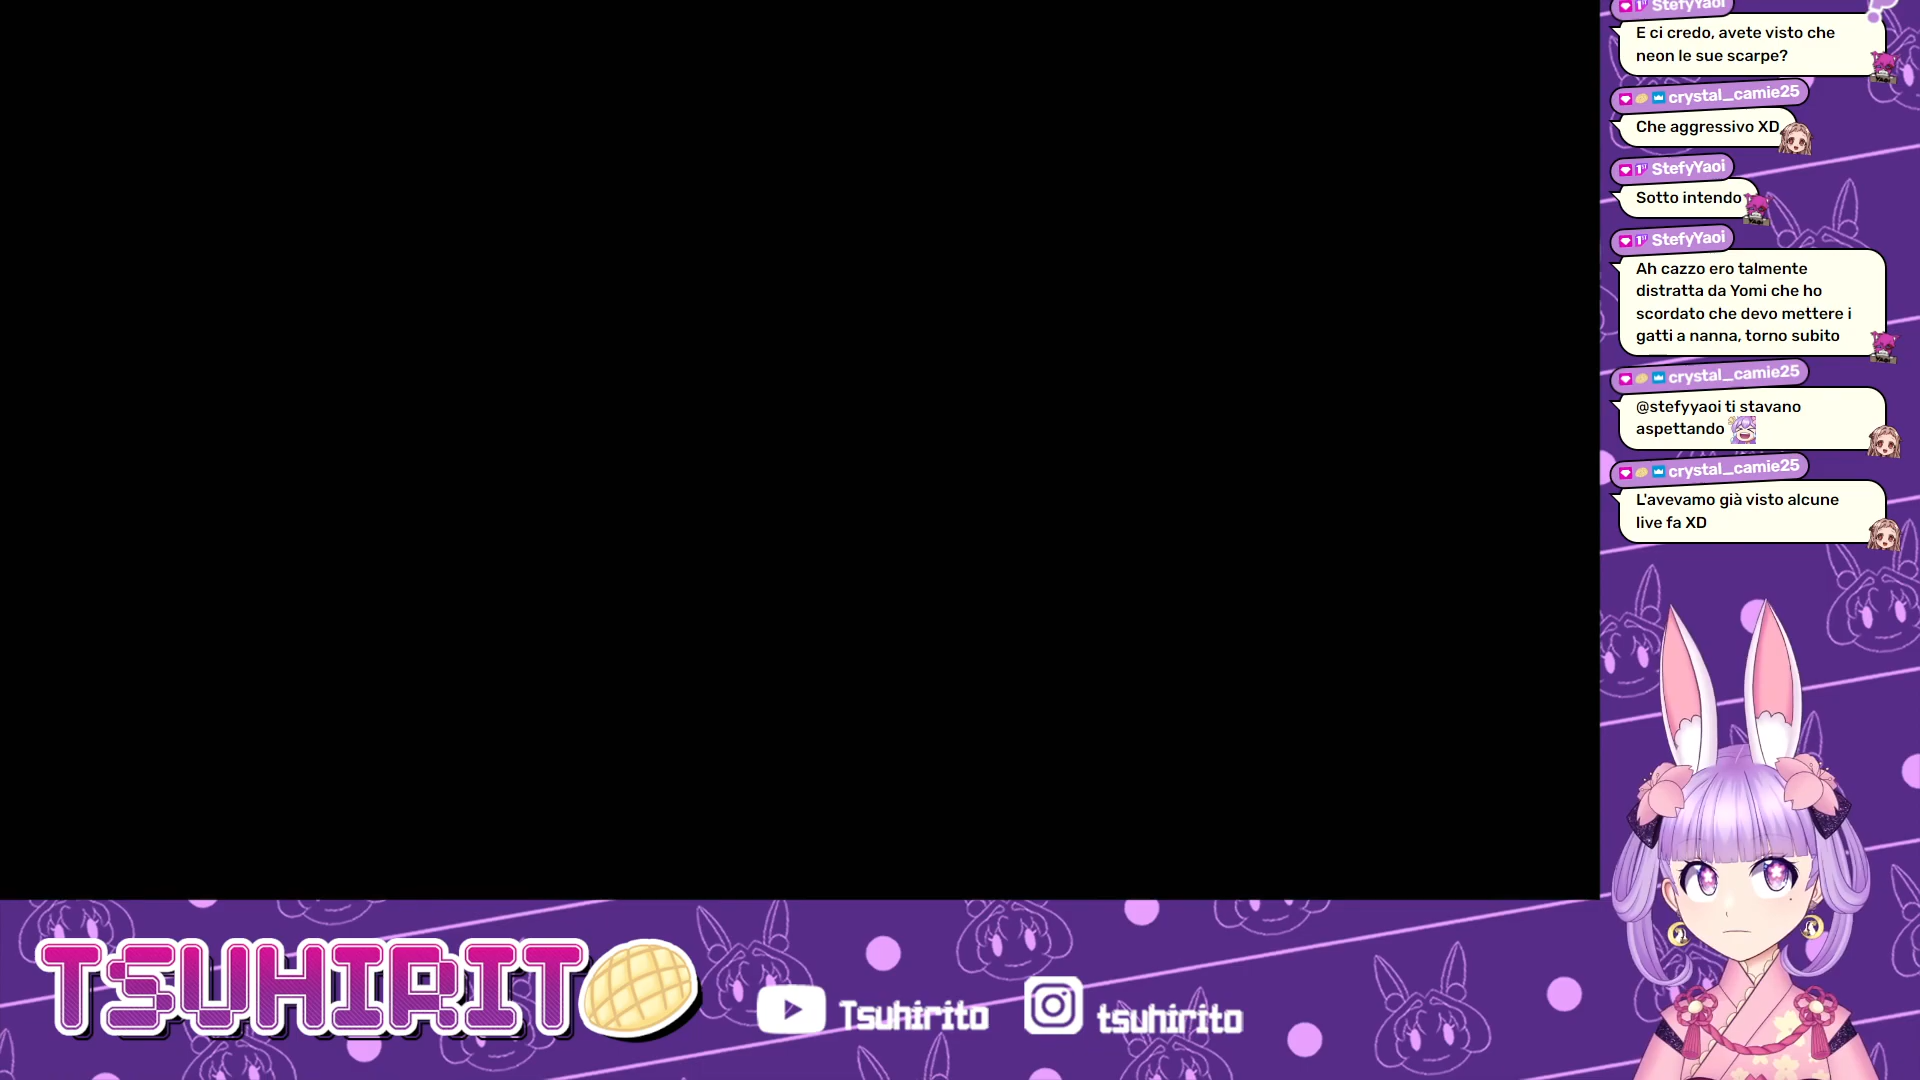 StefyYaoi
E ci credo, avete visto che
neon le sue scarpe?
crystal_camie25
Che aggressivo XD
StefyYaoi
Sotto intendo
StefyYaoi
Ah cazzo ero talmente
distratta da Yomi che ho
scordato che devo mettere i
gatti a nanna, torno subito
crystal_camie25
@stefyyaoi ti stavano
aspettando
crystal_camie25
L'avevamo già visto alcune
live fa XD
TSUHIRIT
Tsuhirito
tsuhirito